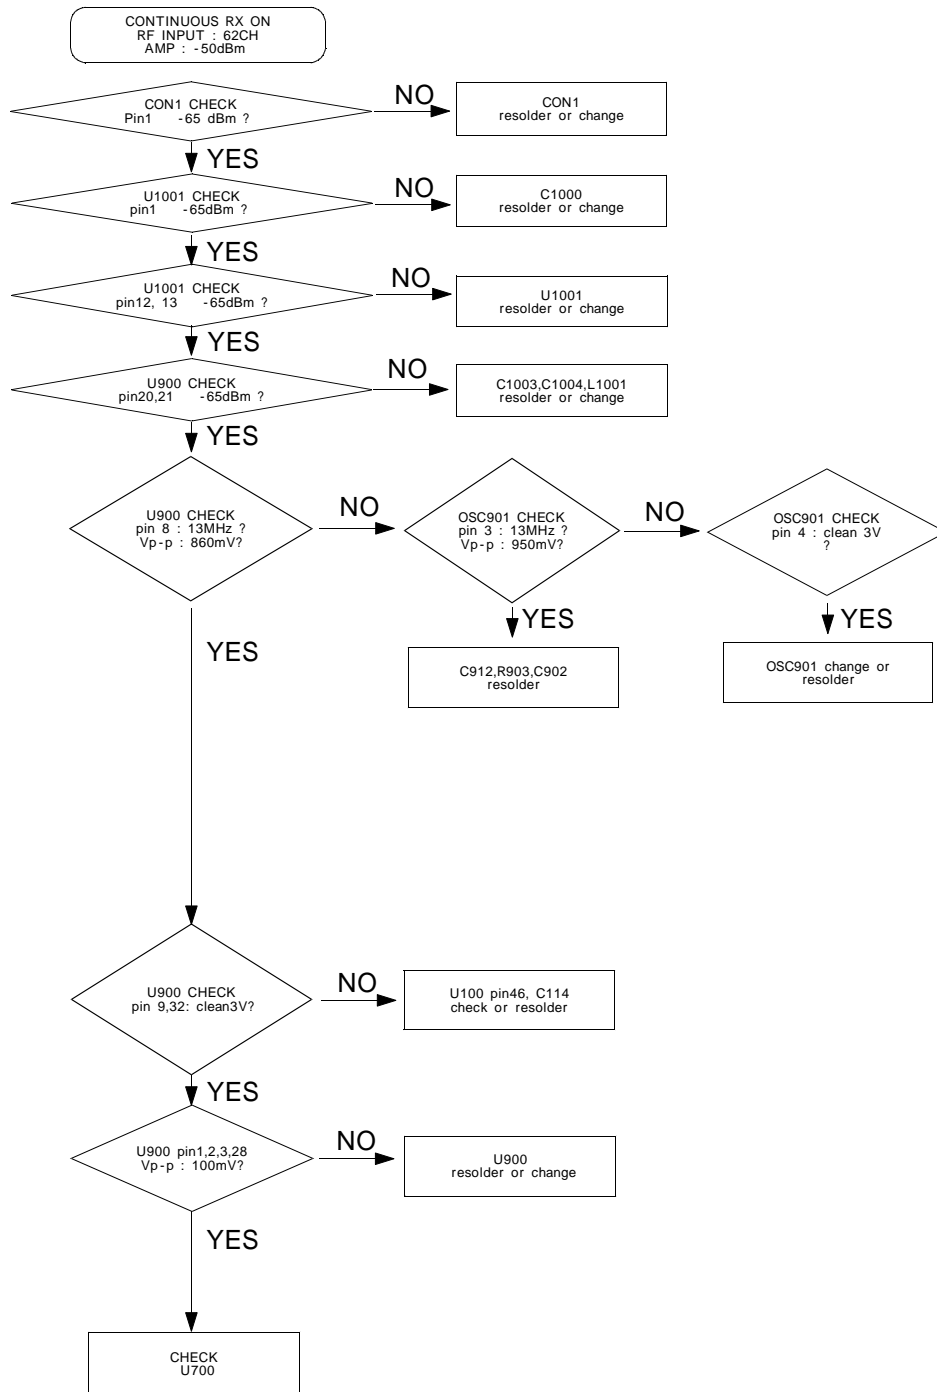 CONTINUOUS RX ON
RF INPUT : 62CH
AMP : -50dBm
CON1 CHECK
Pin1 -65 dBm ?
NO
CON1
resolder or change
YES
U1001 CHECK
pin1 -65dBm ?
NO
C1000
resolder or change
YES
U1001 CHECK
pin12, 13 -65dBm ?
NO
U1001
resolder or change
YES
U900 CHECK
pin20,21 -65dBm ?
NO
C1003,C1004,L1001
resolder or change
YES
U900 CHECK
pin 8 : 13MHz ?
Vp-p : 860mV?
NO
OSC901 CHECK
pin 3 : 13MHz ?
Vp-p : 950mV?
NO
OSC901 CHECK
pin 4 : clean 3V
?
YES
YES
YES
C912,R903,C902
resolder
OSC901 change or
resolder
U900 CHECK
pin 9,32: clean3V?
NO
U100 pin46, C114
check or resolder
YES
U900 pin1,2,3,28
Vp-p : 100mV?
NO
U900
resolder or change
YES
CHECK
U700